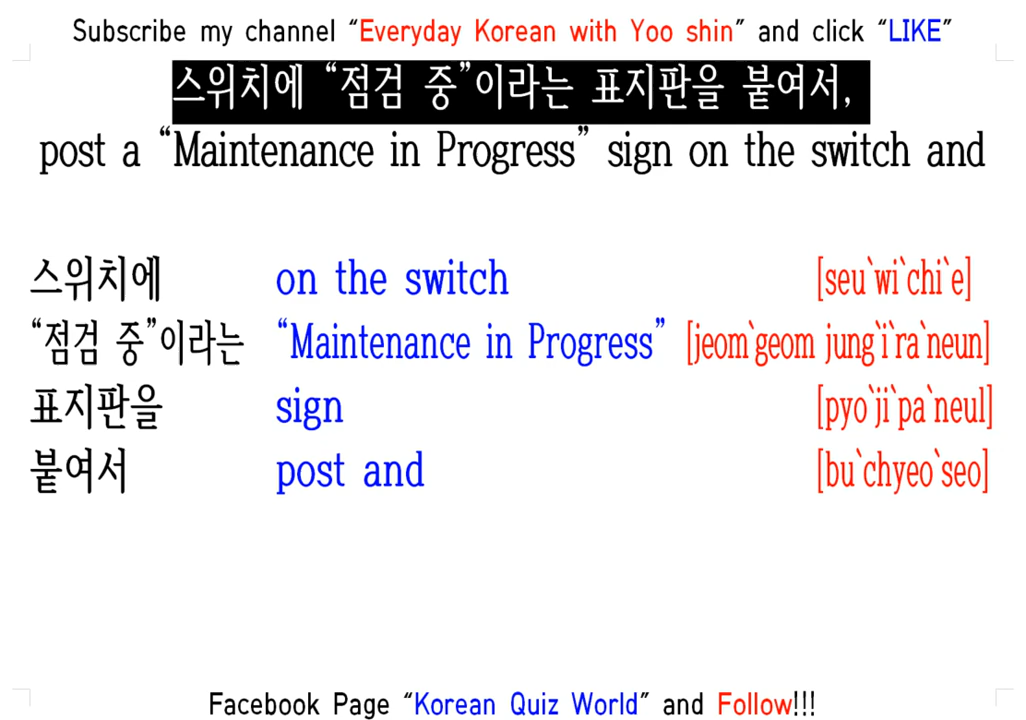 Subscribe my channel “Everyday Korean with Yoo shin” and click “LIKE”
스위치에 “점검 중”이라는 표지판을 붙여서,
post a “Maintenance in Progress” sign on the switch and
스위치에 on the switch [seu`wi`chi`e]
“점검 중”이라는 “Maintenance in Progress” [jeom`geom jung`i`ra`neun]
표지판을 sign [pyo`ji`pa`neul]
붙여서 post and [bu`chyeo`seo]
Facebook Page “Korean Quiz World” and Follow!!!